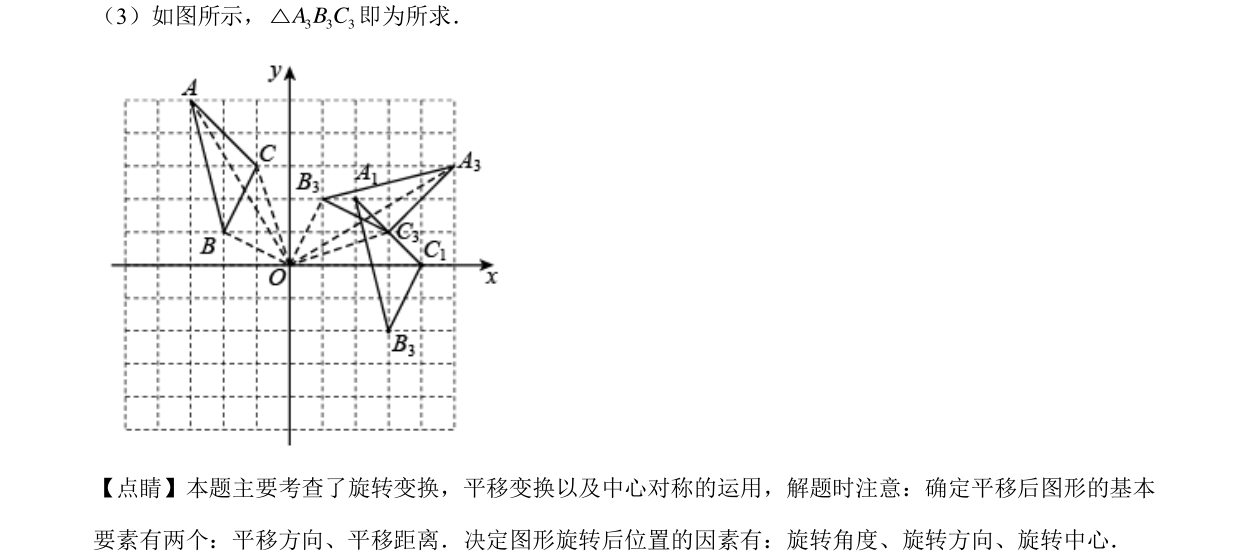 （3）如图所示，△A₃B₃C₃即为所求．
y
A
C
A₃
B₃
A₁
B
C₃
C₁
O
x
B₃
【点睛】本题主要考查了旋转变换，平移变换以及中心对称的运用，解题时注意：确定平移后图形的基本
要素有两个：平移方向、平移距离．决定图形旋转后位置的因素有：旋转角度、旋转方向、旋转中心．